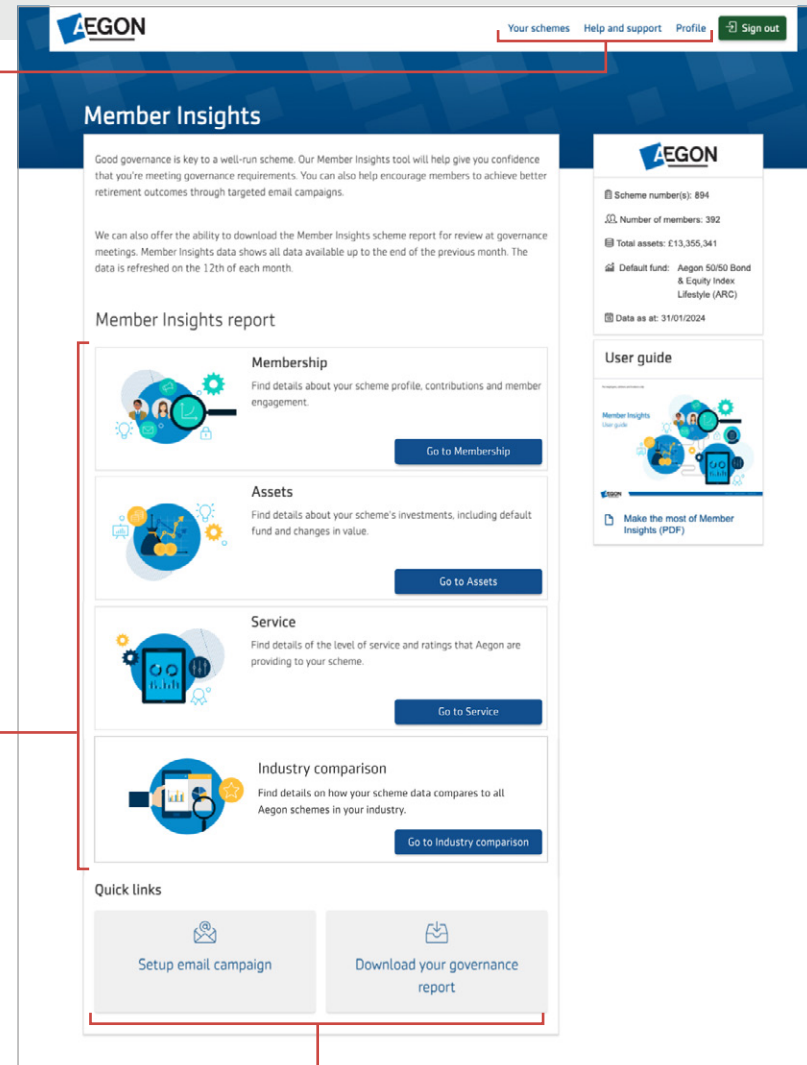 AEGON
Your schemes Help and support Profile Sign out
Member Insights
Good governance is key to a well-run scheme. Our Member Insights tool will help give you confidence
that you're meeting governance requirements. You can also help encourage members to achieve better
retirement outcomes through targeted email campaigns.
We can also offer the ability to download the Member Insights scheme report for review at governance
meetings. Member Insights data shows all data available up to the end of the previous month. The
data is refreshed on the 12th of each month.
Member Insights report
Membership
Find details about your scheme profile, contributions and member
engagement.
Go to Membership
Assets
Find details about your scheme's investments, including default
fund and changes in value.
Go to Assets
Service
Find details of the level of service and ratings that Aegon are
providing to your scheme.
Go to Service
Industry comparison
Find details on how your scheme data compares to all
Aegon schemes in your industry.
Go to Industry comparison
Quick links
Setup email campaign
Download your governance
report
AEGON
Scheme number(s): 894
Number of members: 392
Total assets: £13,355,341
Default fund: Aegon 50/50 Bond
& Equity Index
Lifestyle (ARC)
Data as at: 31/01/2024
User guide
Member Insights
User guide
AEGON
Make the most of Member
Insights (PDF)